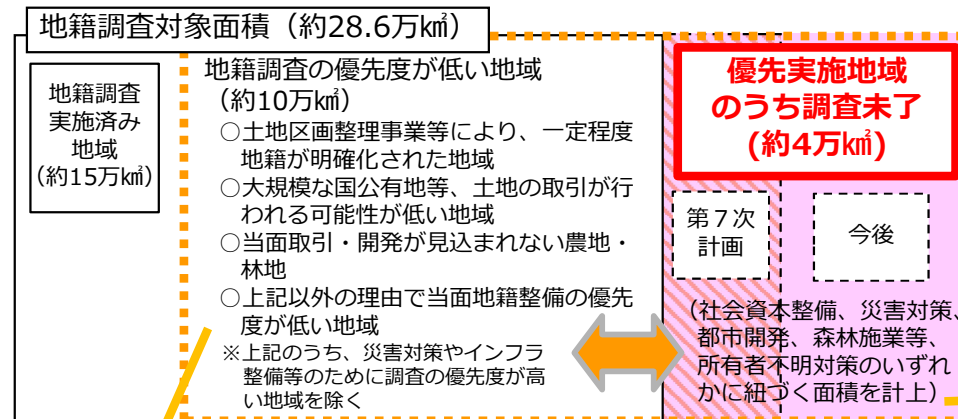 地籍調査対象面積（約28.6万㎢）
地籍調査
実施済み
地域
（約15万㎢）
地籍調査の優先度が低い地域
（約10万㎢）
○土地区画整理事業等により、一定程度
地籍が明確化された地域
○大規模な国公有地等、土地の取引が行
われる可能性が低い地域
○当面取引・開発が見込まれない農地・
林地
○上記以外の理由で当面地籍整備の優先
度が低い地域
※上記のうち、災害対策やインフラ
整備等のために調査の優先度が高
い地域を除く
優先実施地域
のうち調査未了
(約4万㎢)
第７次
計画
今後
（社会資本整備、災害対策、
都市開発、森林施業等、
所有者不明対策のいずれ
かに紐づく面積を計上）